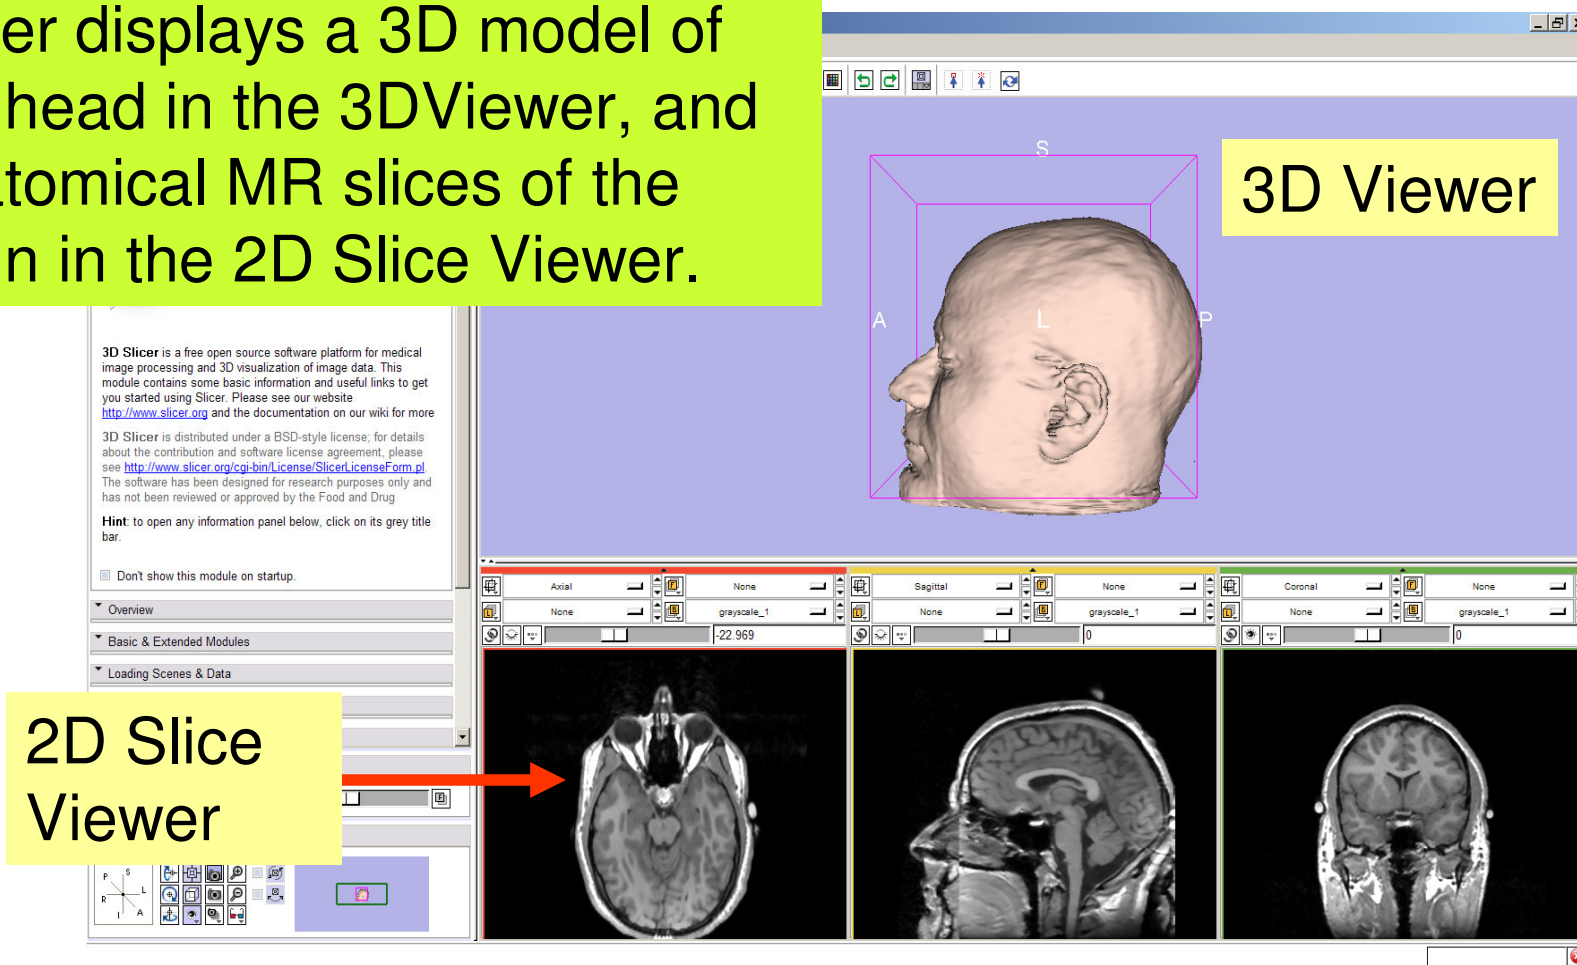 er displays a 3D model of
head in the 3DViewer, and
atomical MR slices of the
n in the 2D Slice Viewer.
3D Viewer
S
A
L
P
3D Slicer is a free open source software platform for medical
image processing and 3D visualization of image data. This
module contains some basic information and useful links to get
you started using Slicer. Please see our website
http://www.slicer.org and the documentation on our wiki for more
3D Slicer is distributed under a BSD-style license; for details
about the contribution and software license agreement, please
see http://www.slicer.org/cgi-bin/License/SlicerLicenseForm.pl.
The software has been designed for research purposes only and
has not been reviewed or approved by the Food and Drug
Hint: to open any information panel below, click on its grey title
bar.
Don't show this module on startup.
Overview
Basic & Extended Modules
Loading Scenes & Data
2D Slice
Viewer
Axial None
None grayscale_1
-22.969
Sagittal None
None grayscale_1
0
Coronal None
None grayscale_1
0
P S
R L
I A